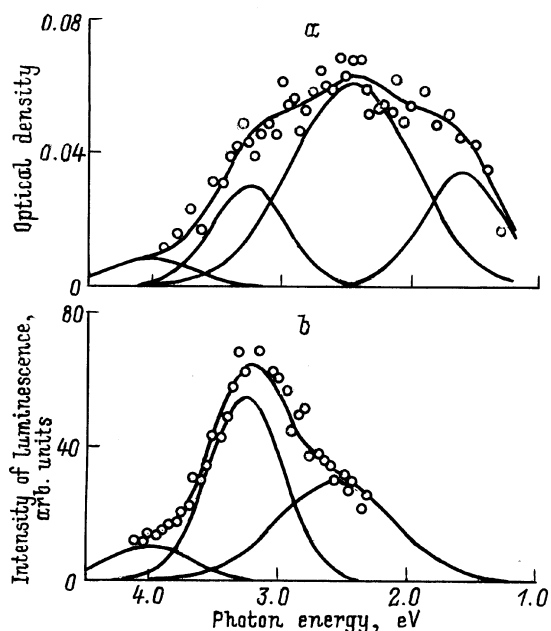 0.08
a
Optical density
0.04
0
80
b
Intensity of luminescence,
arb. units
40
0
4.0 3.0 2.0 1.0
Photon energy, eV